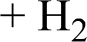 + H₂